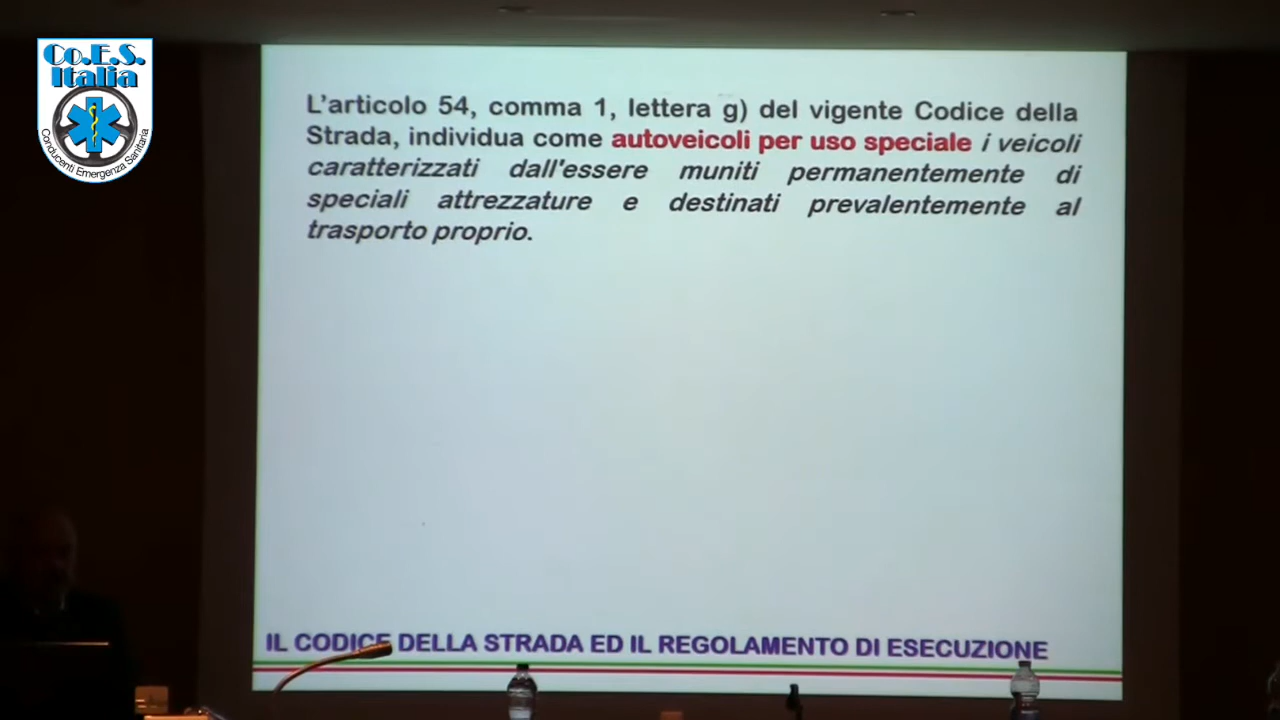 Co.E.S.
Italia
Conducenti Emergenza Sanitaria
L'articolo 54, comma 1, lettera g) del vigente Codice della
Strada, individua come autoveicoli per uso speciale i veicoli
caratterizzati dall'essere muniti permanentemente di
speciali attrezzature e destinati prevalentemente al
trasporto proprio.
IL CODICE DELLA STRADA ED IL REGOLAMENTO DI ESECUZIONE